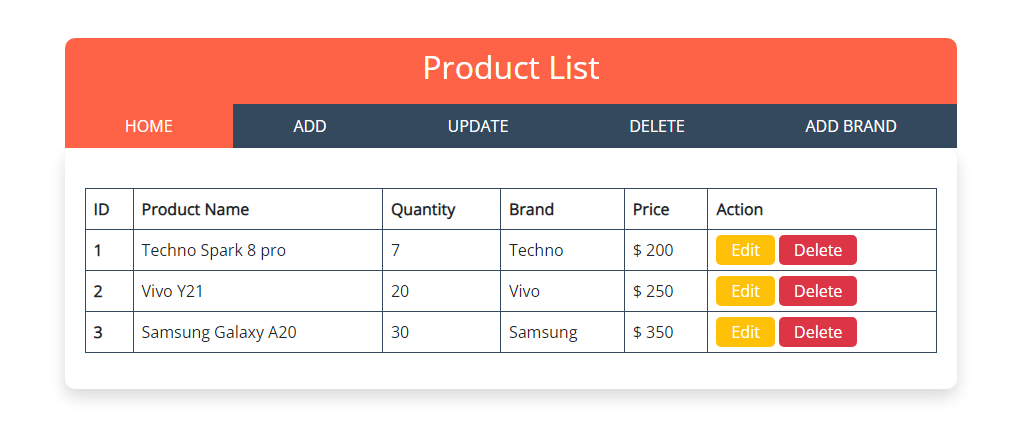 Product List
HOME ADD UPDATE DELETE ADD BRAND
ID Product Name Quantity Brand Price Action
1 Techno Spark 8 pro 7 Techno $ 200 Edit Delete
2 Vivo Y21 20 Vivo $ 250 Edit Delete
3 Samsung Galaxy A20 30 Samsung $ 350 Edit Delete